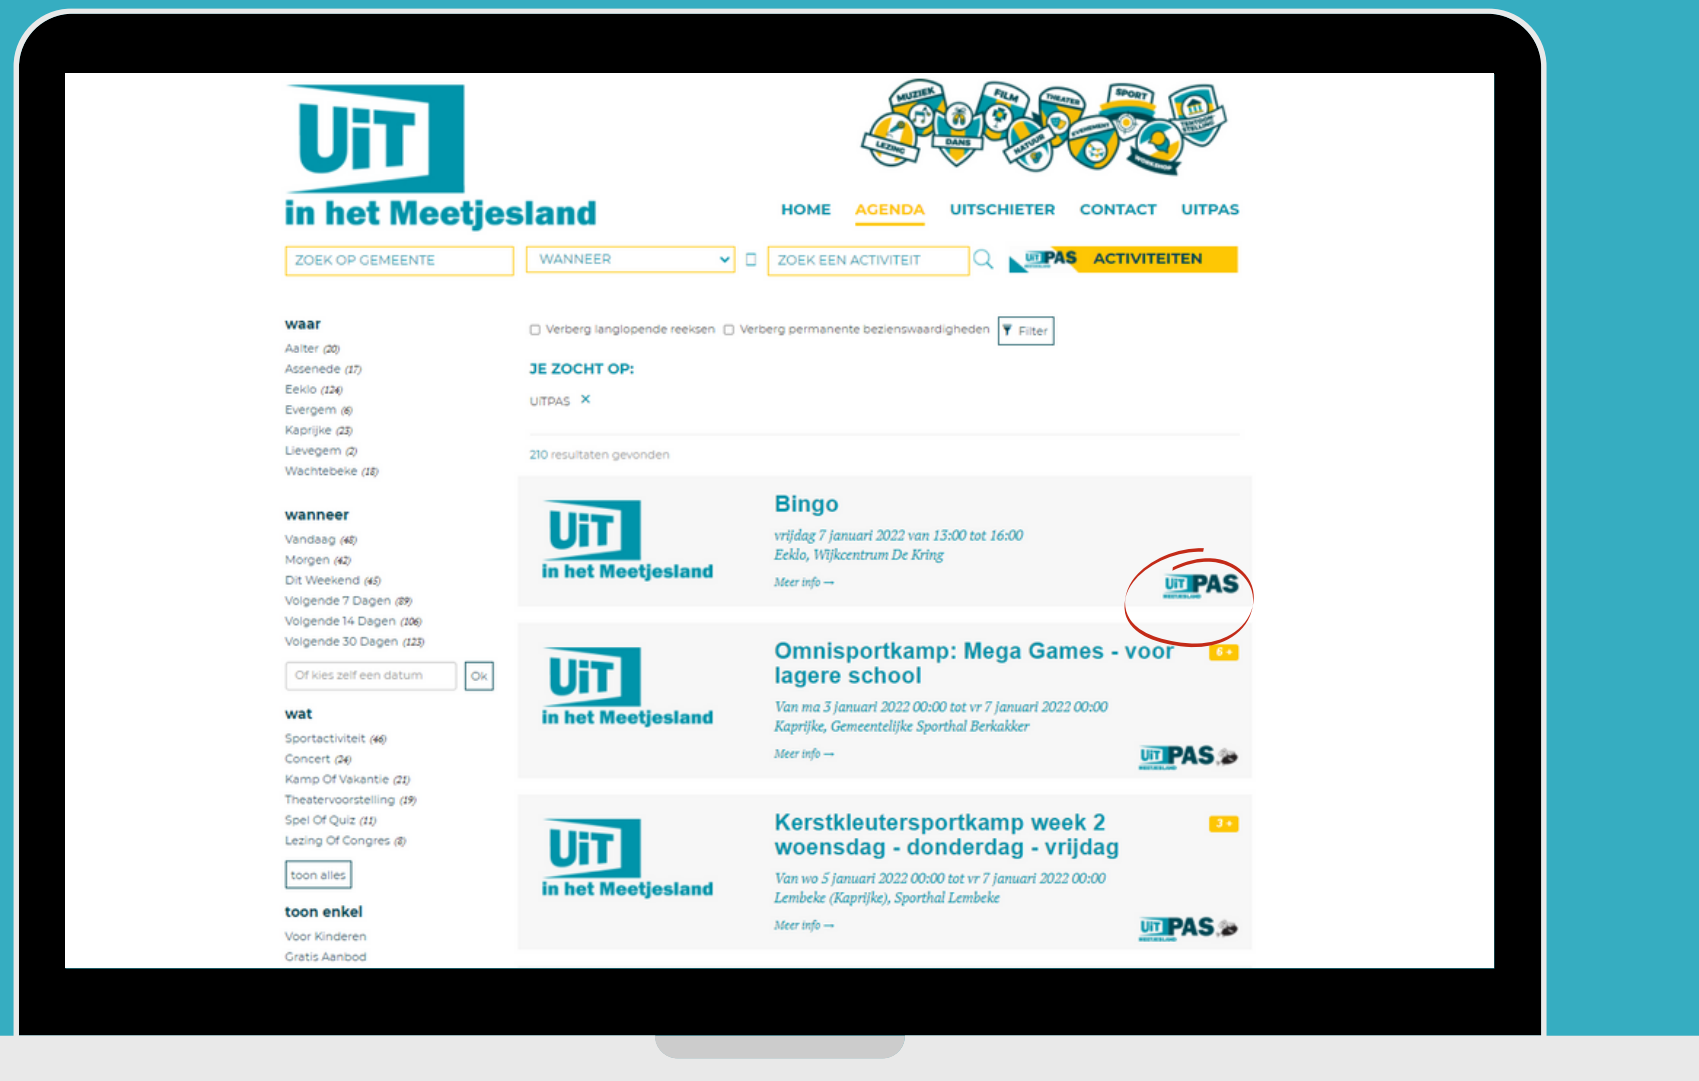 UiT
in het Meetjesland
MUZIEK
FILM
THEATER
SPORT
LEZING
DANS
NATUUR
EVENEMENT
WORKSHOP
TENTOON-
STELLING
HOME AGENDA UITSCHIETER CONTACT UITPAS
ZOEK OP GEMEENTE
WANNEER
ZOEK EEN ACTIVITEIT
UiTPAS ACTIVITEITEN
waar
Aalter (20)
Assenede (17)
Eeklo (124)
Evergem (6)
Kaprijke (23)
Lievegem (2)
Wachtebeke (18)
wanneer
Vandaag (48)
Morgen (42)
Dit Weekend (45)
Volgende 7 Dagen (89)
Volgende 14 Dagen (106)
Volgende 30 Dagen (123)
Of kies zelf een datum
Ok
wat
Sportactiviteit (46)
Concert (24)
Kamp Of Vakantie (21)
Theatervoorstelling (19)
Spel Of Quiz (11)
Lezing Of Congres (8)
toon alles
toon enkel
Voor Kinderen
Gratis Aanbod
Verberg langlopende reeksen
Verberg permanente bezienswaardigheden
Filter
JE ZOCHT OP:
UITPAS ×
210 resultaten gevonden
UiT
in het Meetjesland
Bingo
vrijdag 7 januari 2022 van 13:00 tot 16:00
Eeklo, Wijkcentrum De Kring
Meer info →
UiTPAS
MEETJESLAND
UiT
in het Meetjesland
Omnisportkamp: Mega Games - voor
lagere school
6+
Van ma 3 januari 2022 00:00 tot vr 7 januari 2022 00:00
Kaprijke, Gemeentelijke Sporthal Berkakker
Meer info →
UiTPAS
MEETJESLAND
UiT
in het Meetjesland
Kerstkleutersportkamp week 2
woensdag - donderdag - vrijdag
3+
Van wo 5 januari 2022 00:00 tot vr 7 januari 2022 00:00
Lembeke (Kaprijke), Sporthal Lembeke
Meer info →
UiTPAS
MEETJESLAND